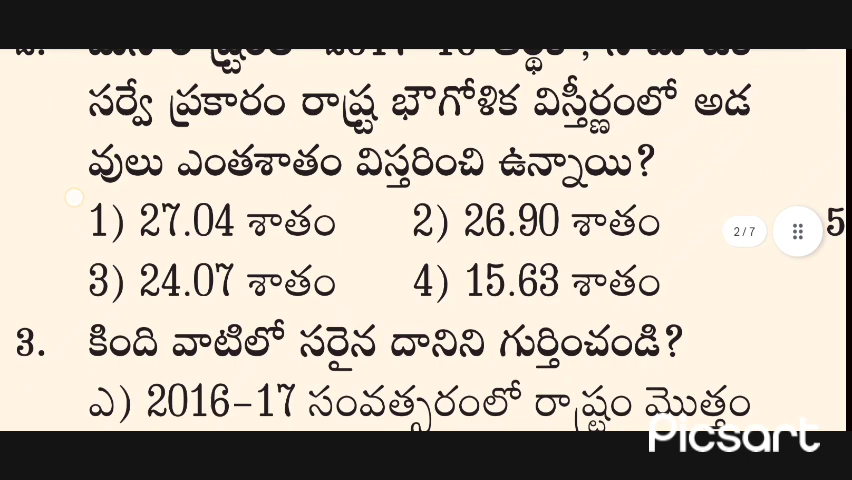 సర్వే ప్రకారం రాష్ట్ర భౌగోళిక విస్తీర్ణంలో అడ
వులు ఎంతశాతం విస్తరించి ఉన్నాయి?
1) 27.04 శాతం 2) 26.90 శాతం
2/7
5
3) 24.07 శాతం 4) 15.63 శాతం
3. కింది వాటిలో సరైన దానిని గుర్తించండి?
ఎ) 2016-17 సంవత్సరంలో రాష్ట్రం మొత్తం
Picsart